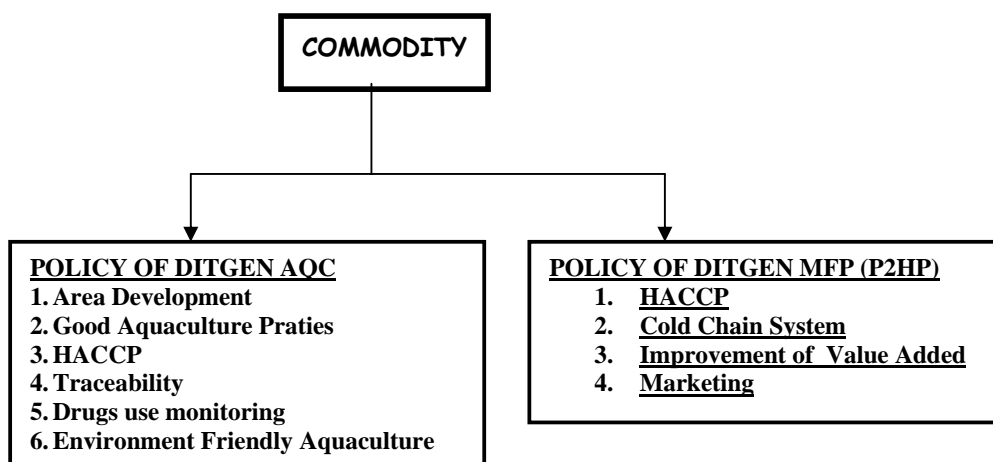 COMMODITY
POLICY OF DITGEN AQC
1. Area Development
2. Good Aquaculture Praties
3. HACCP
4. Traceability
5. Drugs use monitoring
6. Environment Friendly Aquaculture
POLICY OF DITGEN MFP (P2HP)
1. HACCP
2. Cold Chain System
3. Improvement of Value Added
4. Marketing